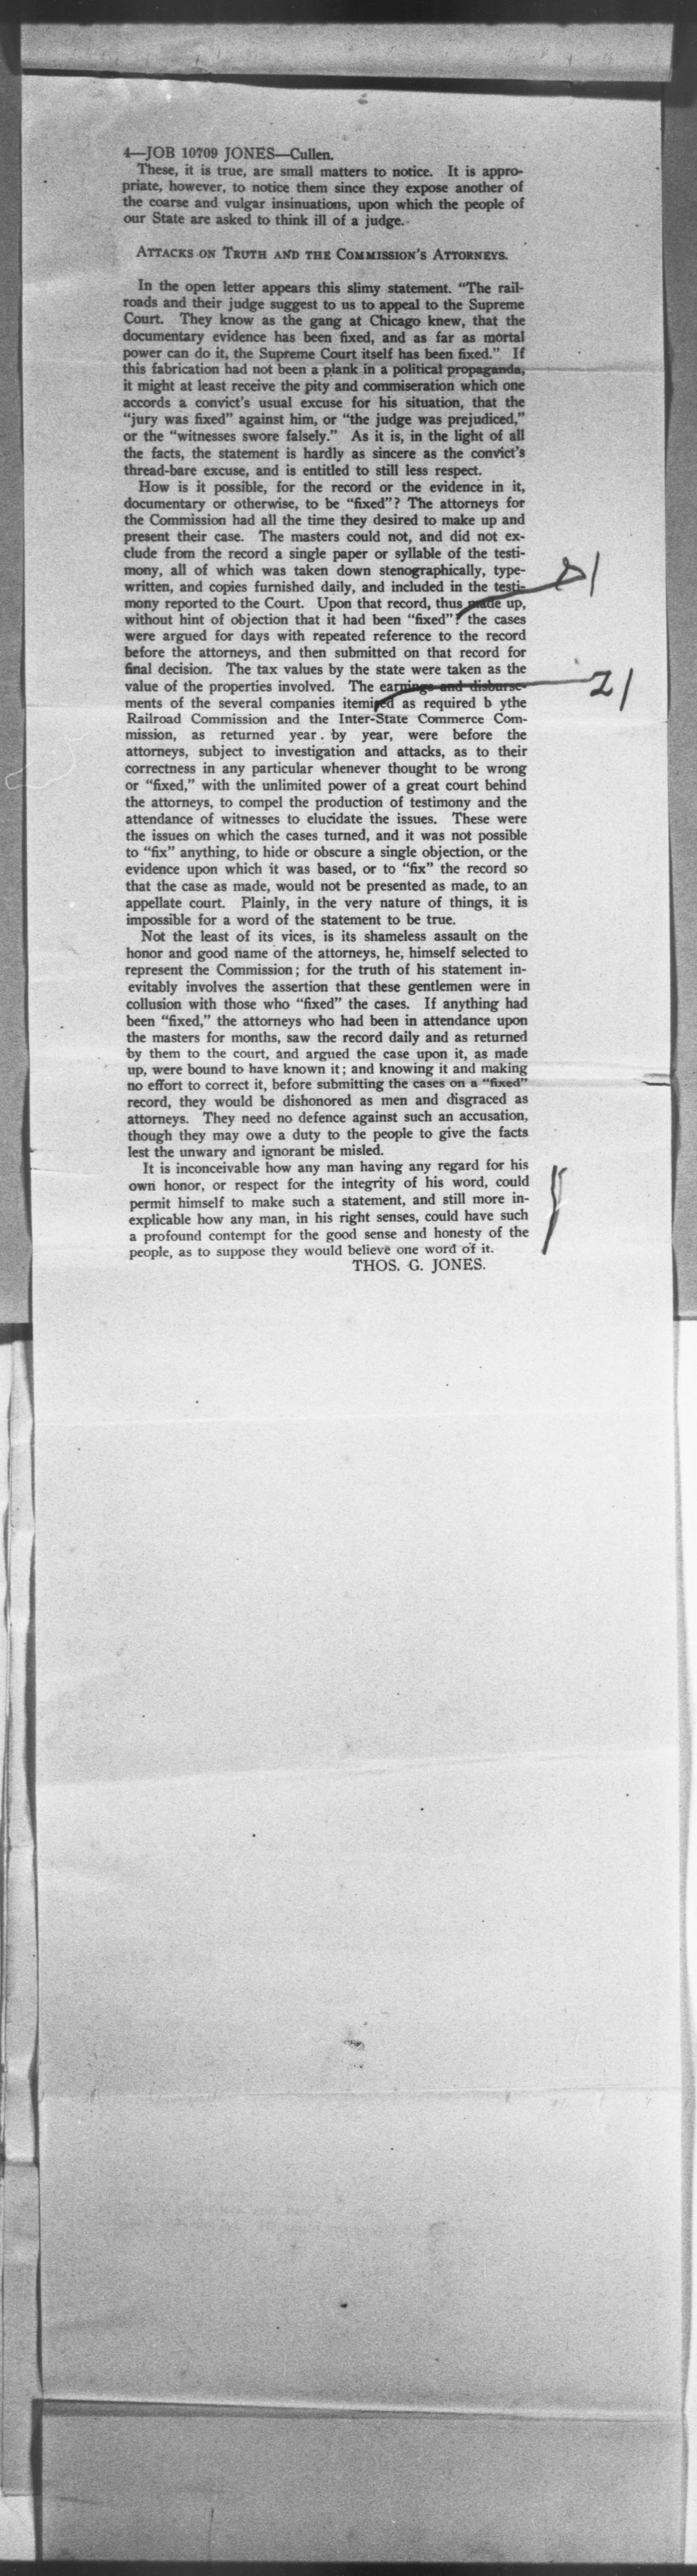 4—JOB 10709 JONES—Cullen.
These, it is true, are small matters to notice. It is appro-
priate, however, to notice them since they expose another of
the coarse and vulgar insinuations, upon which the people of
our State are asked to think ill of a judge.
ATTACKS ON TRUTH AND THE COMMISSION'S ATTORNEYS.
In the open letter appears this slimy statement. “The rail-
roads and their judge suggest to us to appeal to the Supreme
Court. They know as the gang at Chicago knew, that the
documentary evidence has been fixed, and as far as mortal
power can do it, the Supreme Court itself has been fixed.” If
this fabrication had not been a plank in a political propaganda,
it might at least receive the pity and commiseration which one
accords a convict's usual excuse for his situation, that the
“jury was fixed” against him, or “the judge was prejudiced,”
or the “witnesses swore falsely.” As it is, in the light of all
the facts, the statement is hardly as sincere as the convict's
thread-bare excuse, and is entitled to still less respect.
How is it possible, for the record or the evidence in it,
documentary or otherwise, to be “fixed”? The attorneys for
the Commission had all the time they desired to make up and
present their case. The masters could not, and did not ex-
clude from the record a single paper or syllable of the testi-
mony, all of which was taken down stenographically, type-
written, and copies furnished daily, and included in the testi-
mony reported to the Court. Upon that record, thus made up,
without hint of objection that it had been “fixed”? the cases
were argued for days with repeated reference to the record
before the attorneys, and then submitted on that record for
final decision. The tax values by the state were taken as the
value of the properties involved. The earnings and disburse-
ments of the several companies itemired as required b ythe
Railroad Commission and the Inter-State Commerce Com-
mission, as returned year by year, were before the
attorneys, subject to investigation and attacks, as to their
correctness in any particular whenever thought to be wrong
or “fixed,” with the unlimited power of a great court behind
the attorneys, to compel the production of testimony and the
attendance of witnesses to elucidate the issues. These were
the issues on which the cases turned, and it was not possible
to “fix” anything, to hide or obscure a single objection, or the
evidence upon which it was based, or to “fix” the record so
that the case as made, would not be presented as made, to an
appellate court. Plainly, in the very nature of things, it is
impossible for a word of the statement to be true.
Not the least of its vices, is its shameless assault on the
honor and good name of the attorneys, he, himself selected to
represent the Commission; for the truth of his statement in-
evitably involves the assertion that these gentlemen were in
collusion with those who “fixed” the cases. If anything had
been “fixed,” the attorneys who had been in attendance upon
the masters for months, saw the record daily and as returned
by them to the court, and argued the case upon it, as made
up, were bound to have known it; and knowing it and making
no effort to correct it, before submitting the cases on a “fixed”
record, they would be dishonored as men and disgraced as
attorneys. They need no defence against such an accusation,
though they may owe a duty to the people to give the facts
lest the unwary and ignorant be misled.
It is inconceivable how any man having any regard for his
own honor, or respect for the integrity of his word, could
permit himself to make such a statement, and still more in-
explicable how any man, in his right senses, could have such
a profound contempt for the good sense and honesty of the
people, as to suppose they would believe one word of it.
THOS. G. JONES.
z/